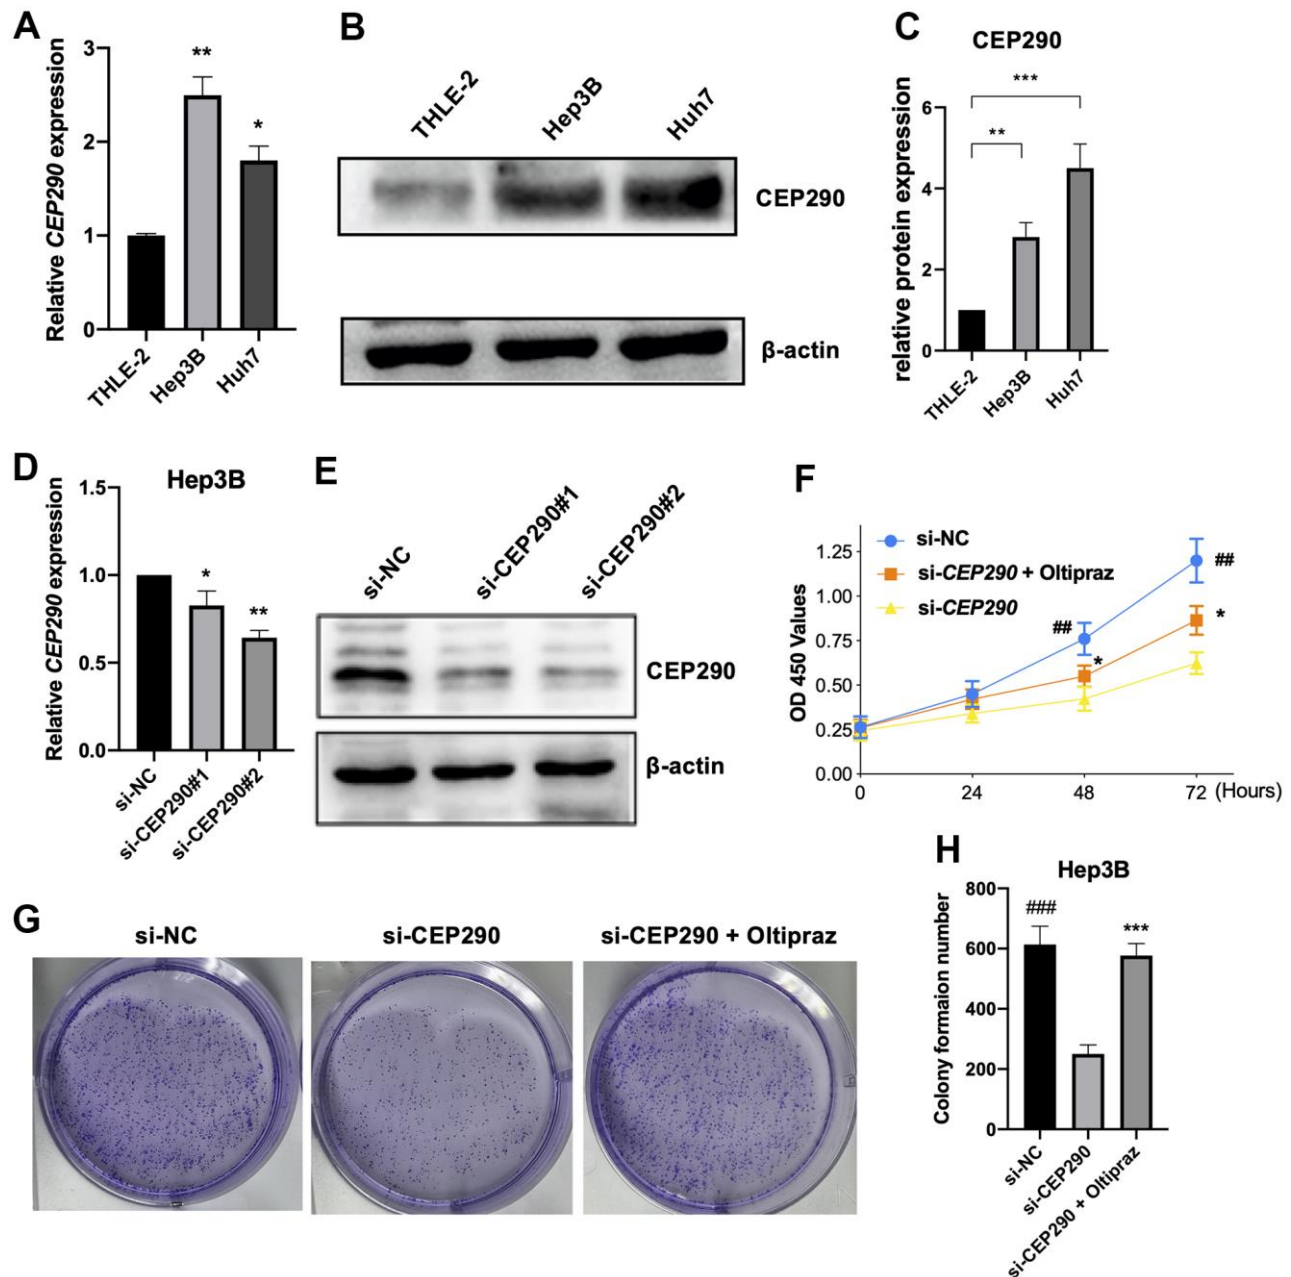 A
Relative CEP290 expression
3
2
1
0
**
*
THLE-2
Hep3B
Huh7
B
THLE-2
Hep3B
Huh7
CEP290
β-actin
C
CEP290
relative protein expression
6
4
2
0
***
**
THLE-2
Hep3B
Huh7
D
Hep3B
Relative CEP290 expression
1.5
1.0
0.5
0.0
*
**
si-NC
si-CEP290#1
si-CEP290#2
E
si-NC
si-CEP290#1
si-CEP290#2
CEP290
β-actin
F
OD 450 Values
1.25
1.00
0.75
0.50
0.25
0.00
si-NC
si-CEP290 + Oltipraz
si-CEP290
##
*
##
*
0
24
48
72
(Hours)
G
si-NC
si-CEP290
si-CEP290 + Oltipraz
H
Hep3B
Colony formaion number
800
600
400
200
0
###
***
si-NC
si-CEP290
si-CEP290 + Oltipraz